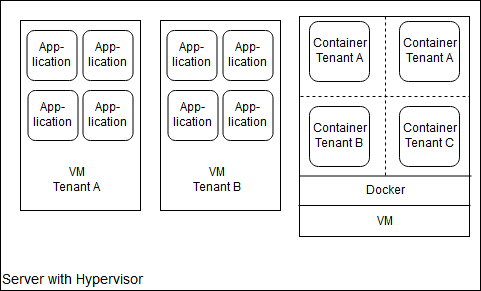 App-
lication
App-
lication
App-
lication
App-
lication
VM
Tenant A
App-
lication
App-
lication
App-
lication
App-
lication
VM
Tenant B
Container
Tenant A
Container
Tenant A
Container
Tenant B
Container
Tenant C
Docker
VM
Server with Hypervisor